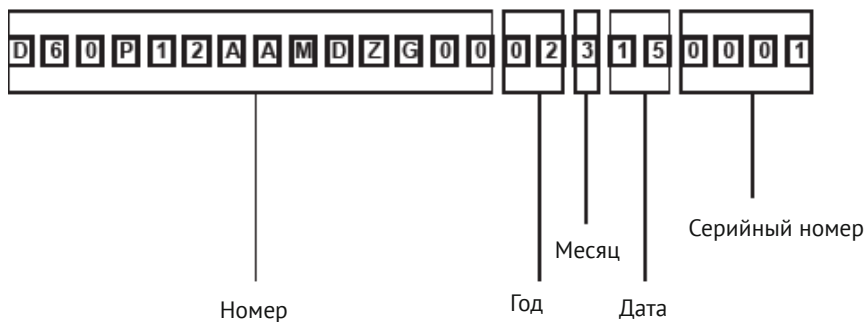 D60P12AAMDZG00 02 3 15 0001
Серийный номер
Месяц
Номер Год Дата